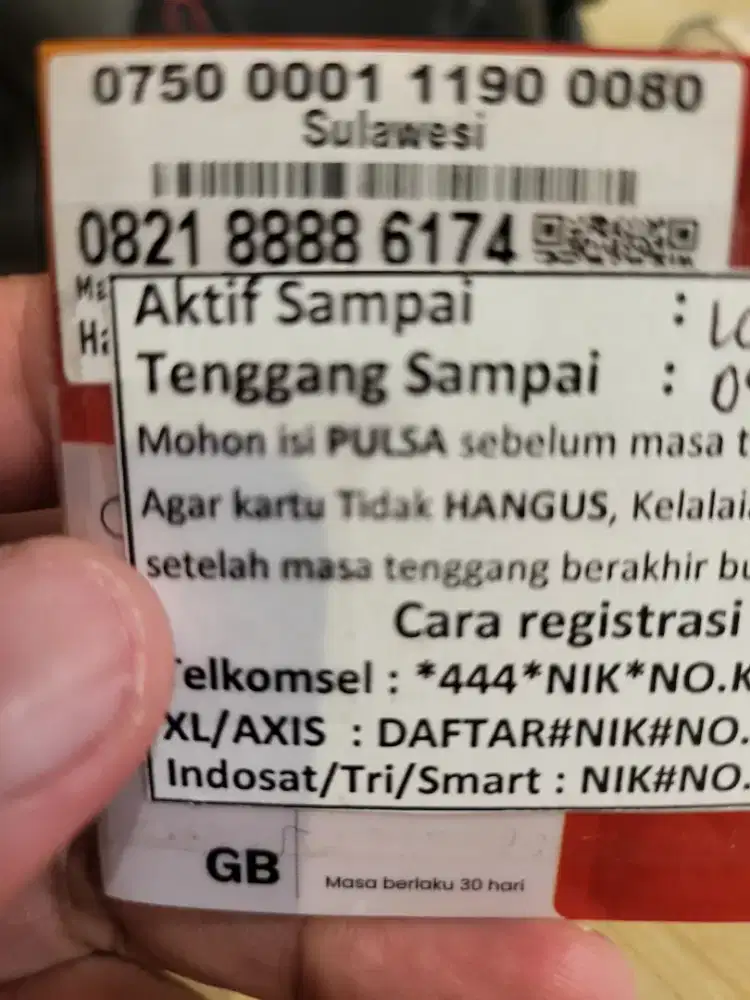 0750 0001 1190 0080
Sulawesi
0821 8888 6174
Aktif Sampai :
Tenggang Sampai : 0
Mohon isi PULSA sebelum masa
Agar kartu Tidak HANGUS,
setelah masa tenggang berakhir
Cara registrasi
Telkomsel : *444*NIK*NO.K
XL/AXIS : DAFTAR#NIK#NO.
Indosat/Tri/Smart : NIK#NO.
GB
Masa berlaku 30 hari